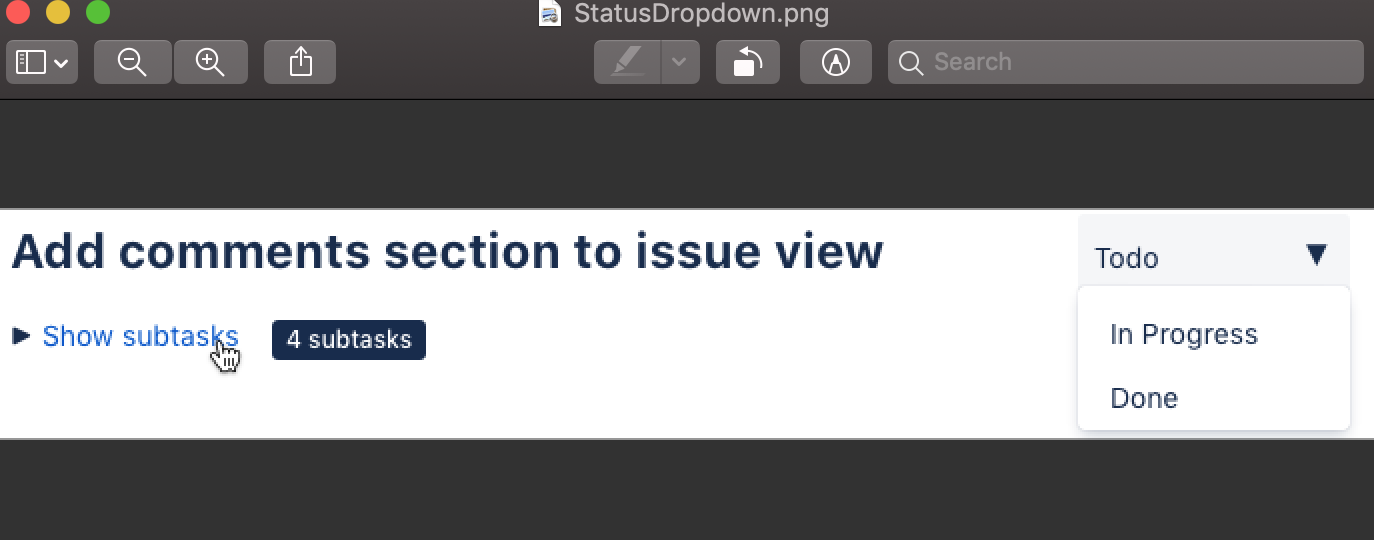 StatusDropdown.png
Search
Add comments section to issue view
Todo
Show subtasks
4 subtasks
In Progress
Done